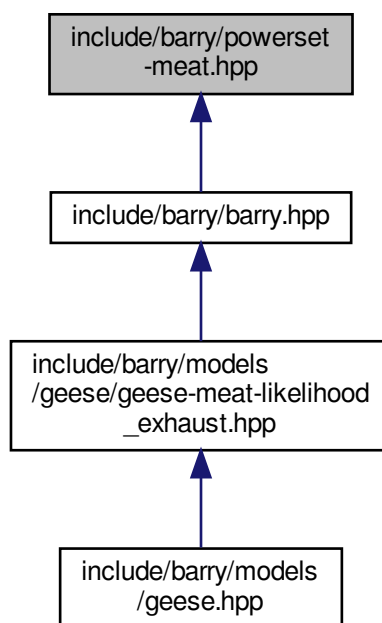 include/barry/powerset
-meat.hpp
include/barry/barry.hpp
include/barry/models
/geese/geese-meat-likelihood
_exhaust.hpp
include/barry/models
/geese.hpp